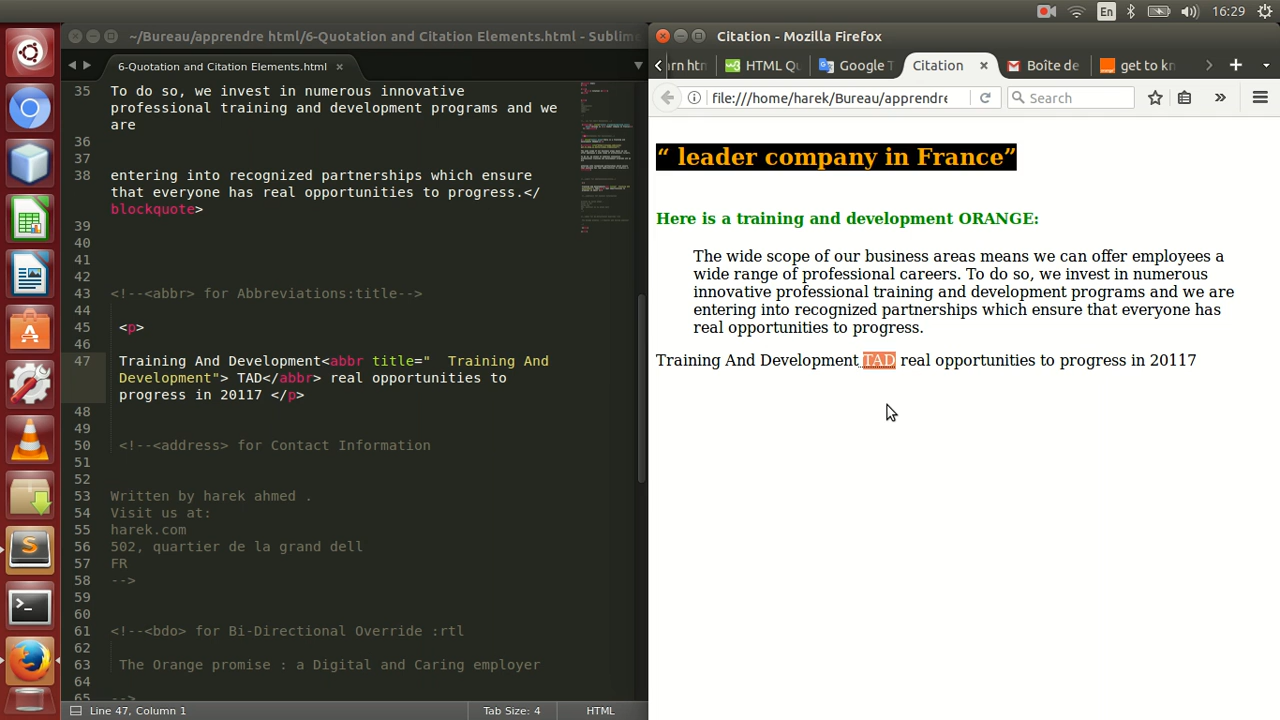 En
16:29
~/Bureau/apprendre html/6-Quotation and Citation Elements.html - Sublime
6-Quotation and Citation Elements.html
35 To do so, we invest in numerous innovative
professional training and development programs and we
are
36
37
38 entering into recognized partnerships which ensure
that everyone has real opportunities to progress.</
blockquote>
39
40
41
42
43 <!--<abbr> for Abbreviations:title-->
44
45 <p>
46
47 Training And Development<abbr title="  Training And
Development"> TAD</abbr> real opportunities to
progress in 20117 </p>
48
49
50 <!--<address> for Contact Information
51
52
53 Written by harek ahmed .
54 Visit us at:
55 harek.com
56 502, quartier de la grand dell
57 FR
58 -->
59
60
61 <!--<bdo> for Bi-Directional Override :rtl
62
63 The Orange promise : a Digital and Caring employer
64
65 -->
Line 47, Column 1
Tab Size: 4
HTML
Citation - Mozilla Firefox
HTML Qu
Google T
Citation
Boîte de
get to kn
file:///home/harek/Bureau/apprendre
Search
“ leader company in France”
Here is a training and development ORANGE:
The wide scope of our business areas means we can offer employees a
wide range of professional careers. To do so, we invest in numerous
innovative professional training and development programs and we are
entering into recognized partnerships which ensure that everyone has
real opportunities to progress.
Training And Development TAD real opportunities to progress in 20117